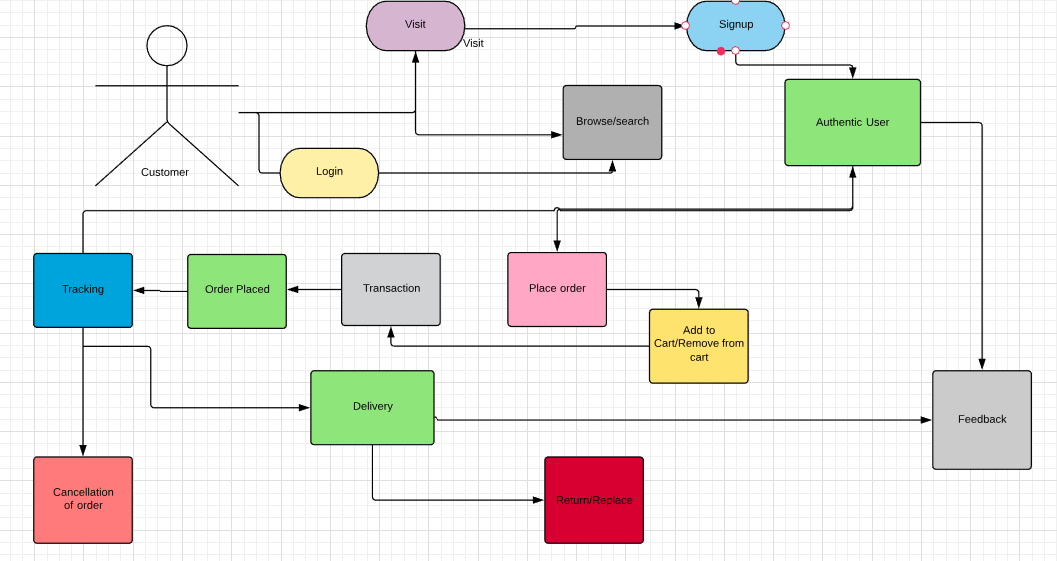 Visit
Signup
Visit
Browse/search
Authentic User
Customer
Login
Tracking
Order Placed
Transaction
Place order
Add to
Cart/Remove from
cart
Delivery
Feedback
Cancellation
of order
Return/Replace